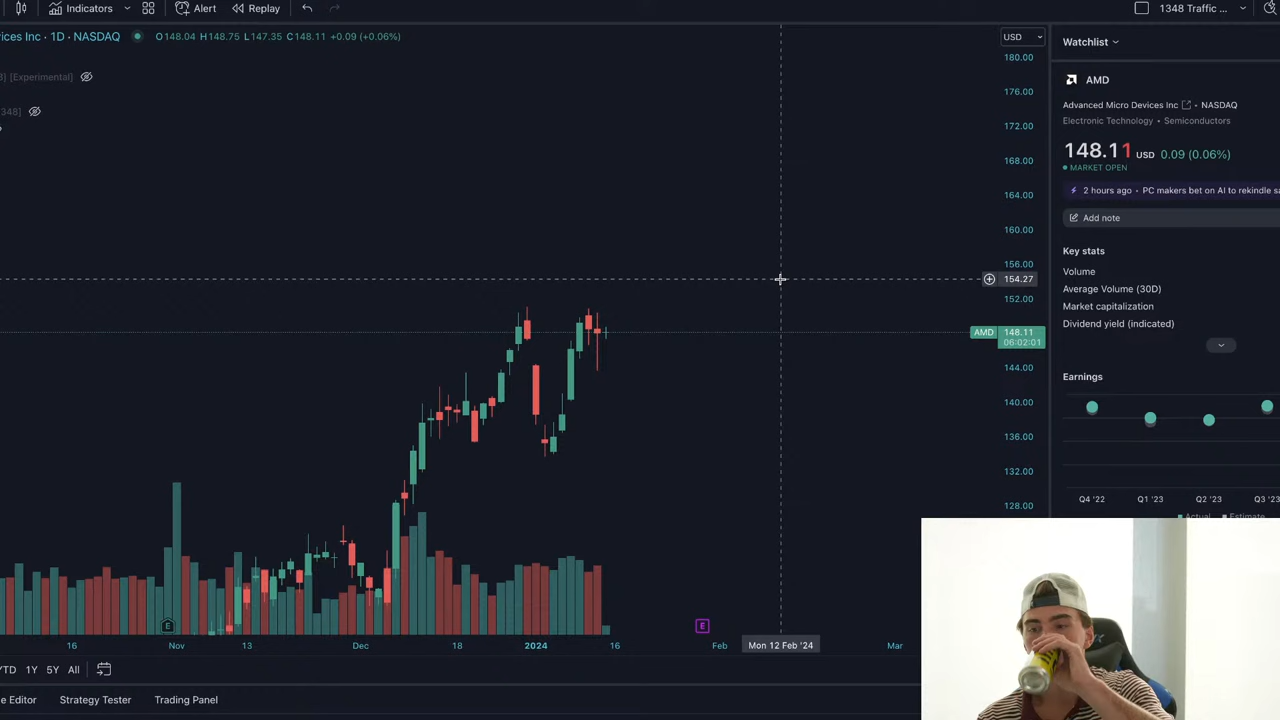 Indicators Alert Replay 1348 Traffic ...
ices Inc · 1D · NASDAQ O148.04 H148.75 L147.35 C148.11 +0.09 (+0.06%) USD
Watchlist
3] [Experimental]
348]
180.00
176.00
172.00
168.00
164.00
160.00
156.00
154.27
152.00
AMD 148.11
06:02:01
144.00
140.00
136.00
132.00
128.00
AMD
Advanced Micro Devices Inc · NASDAQ
Electronic Technology • Semiconductors
148.11 USD 0.09 (0.06%)
MARKET OPEN
2 hours ago · PC makers bet on AI to rekindle sa
Add note
Key stats
Volume
Average Volume (30D)
Market capitalization
Dividend yield (indicated)
Earnings
Q4 '22 Q1 '23 Q2 '23 Q3 '23
Actual Estimate
E E
16 Nov 13 Dec 18 2024 16 Feb Mon 12 Feb '24 Mar
YTD 1Y 5Y All
e Editor Strategy Tester Trading Panel